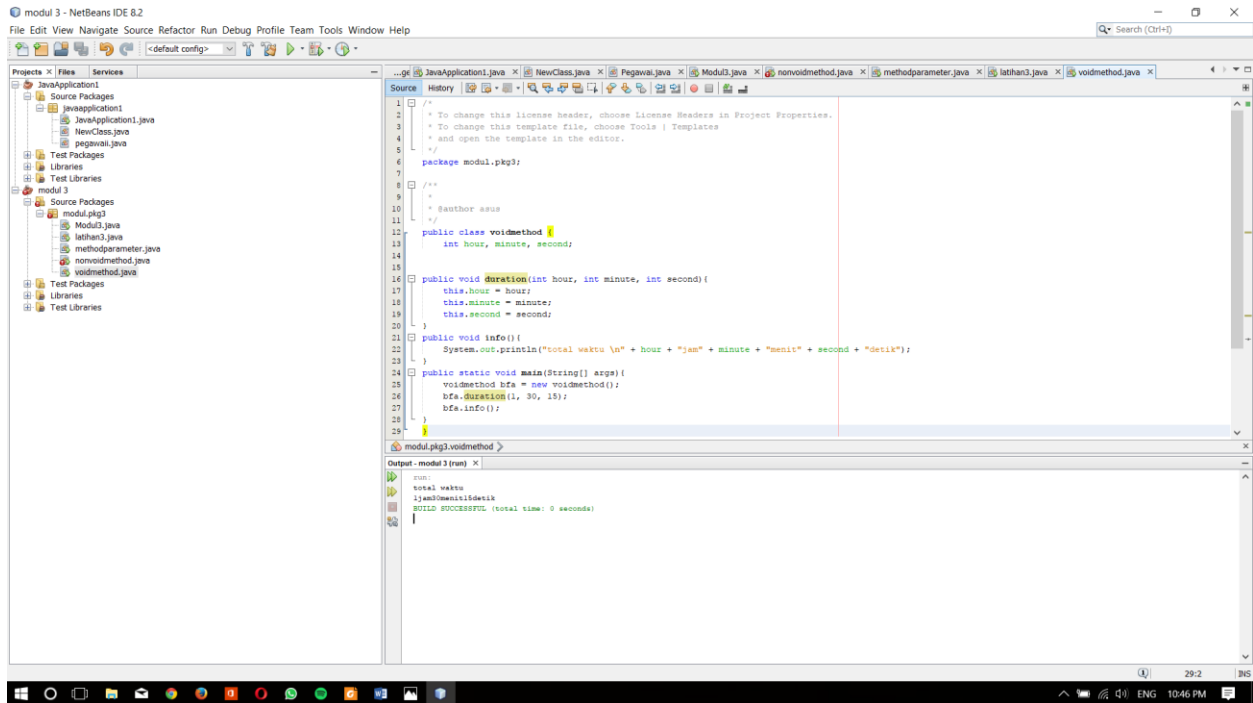 modul 3 - NetBeans IDE 8.2
File Edit View Navigate Source Refactor Run Debug Profile Team Tools Window Help
Search (Ctrl+I)
<default config>
Projects Files Services
JavaApplication1
Source Packages
javaapplication1
JavaApplication1.java
NewClass.java
pegawaii.java
Test Packages
Libraries
Test Libraries
modul 3
Source Packages
modul.pkg3
Modul3.java
latihan3.java
methodparameter.java
nonvoidmethod.java
voidmethod.java
Test Packages
Libraries
Test Libraries
...ge JavaApplication1.java NewClass.java Pegawai.java Modul3.java nonvoidmethod.java methodparameter.java latihan3.java voidmethod.java
Source History
1 /*
2 * To change this license header, choose License Headers in Project Properties.
3 * To change this template file, choose Tools | Templates
4 * and open the template in the editor.
5 */
6 package modul.pkg3;
7
8 /**
9 *
10 * @author asus
11 */
12 public class voidmethod {
13 int hour, minute, second;
14
15
16 public void duration(int hour, int minute, int second){
17 this.hour = hour;
18 this.minute = minute;
19 this.second = second;
20 }
21 public void info(){
22 System.out.println("total waktu \n" + hour + "jam" + minute + "menit" + second + "detik");
23 }
24 public static void main(String[] args){
25 voidmethod bfa = new voidmethod();
26 bfa.duration(1, 30, 15);
27 bfa.info();
28 }
29 }
modul.pkg3.voidmethod
Output - modul 3 (run)
run:
total waktu
1jam30menit15detik
BUILD SUCCESSFUL (total time: 0 seconds)
29:2 INS
ENG 10:46 PM